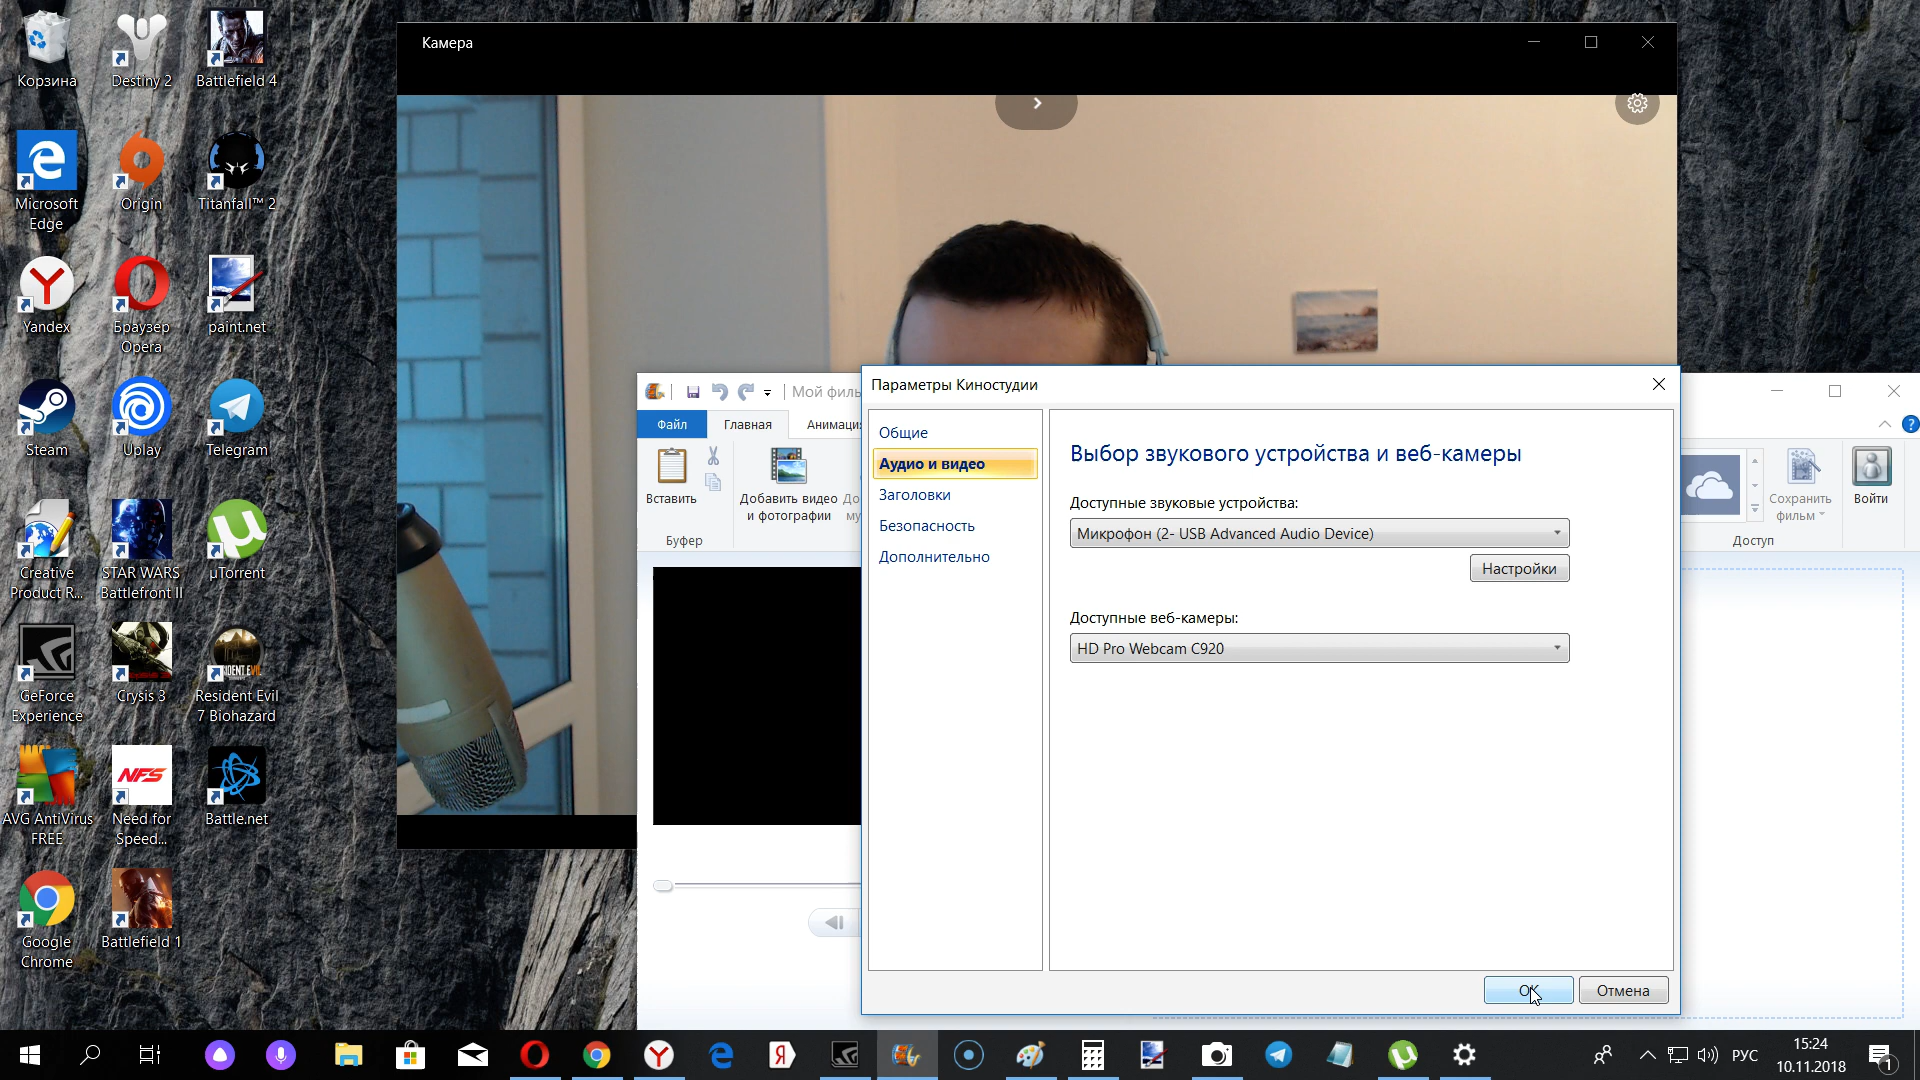 Корзина
Destiny 2
Battlefield 4
Microsoft
Edge
Origin
Titanfall™ 2
Yandex
Браузер
Opera
paint.net
Steam
Uplay
Telegram
Creative
Product R...
STAR WARS
Battlefront II
µTorrent
GeForce
Experience
Crysis 3
Resident Evil
7 Biohazard
AVG AntiVirus
FREE
Need for
Speed...
Battle.net
Google
Chrome
Battlefield 1
Камера
Мой филь
Файл
Главная
Анимаци
Вставить
Добавить видео
и фотографии
До
му
Буфер
Параметры Киностудии
Общие
Аудио и видео
Заголовки
Безопасность
Дополнительно
Выбор звукового устройства и веб-камеры
Доступные звуковые устройства:
Микрофон (2- USB Advanced Audio Device)
Настройки
Доступные веб-камеры:
HD Pro Webcam C920
OK
Отмена
Сохранить
фильм
Войти
Доступ
РУС
15:24
10.11.2018
1